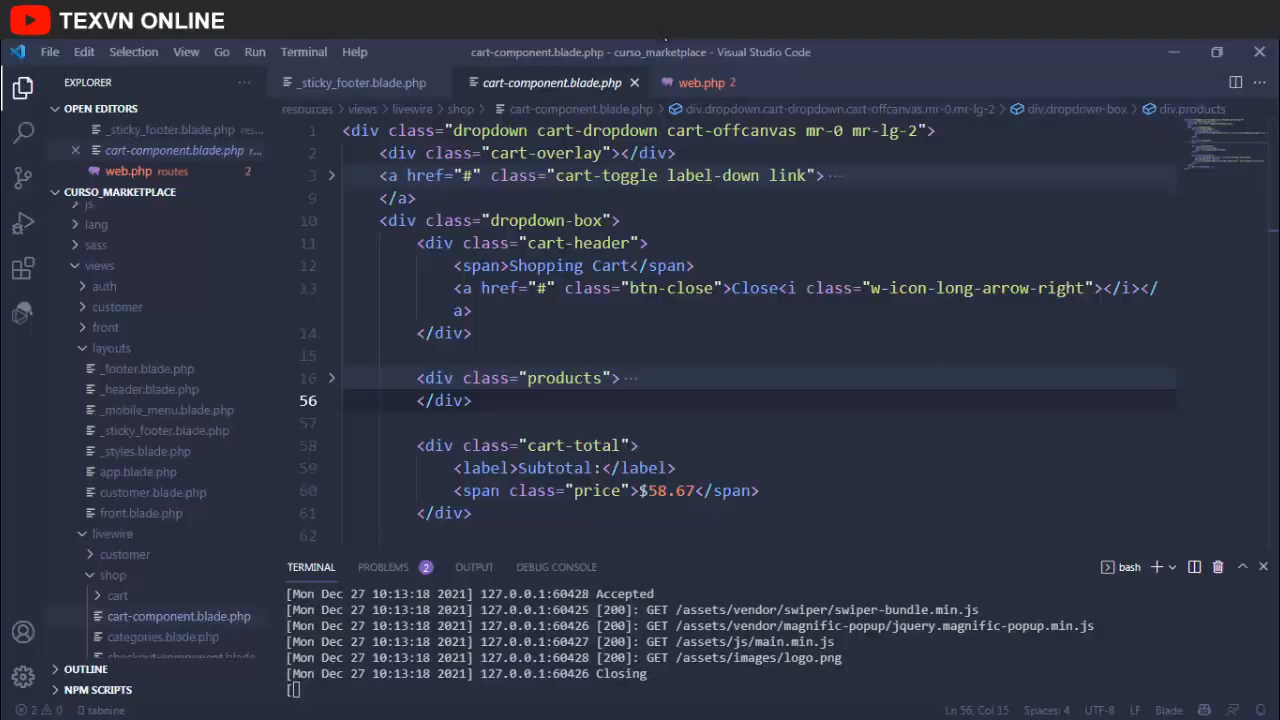 TEXVN ONLINE
File Edit Selection View Go Run Terminal Help
cart-component.blade.php - curso_marketplace - Visual Studio Code
EXPLORER
_sticky_footer.blade.php
cart-component.blade.php
web.php 2
OPEN EDITORS
_sticky_footer.blade.php res...
cart-component.blade.php r...
web.php routes 2
CURSO_MARKETPLACE
js
lang
sass
views
auth
customer
front
layouts
_footer.blade.php
_header.blade.php
_mobile_menu.blade.php
_sticky_footer.blade.php
_styles.blade.php
app.blade.php
customer.blade.php
front.blade.php
livewire
customer
shop
cart
cart-component.blade.php
categories.blade.php
checkout-component.blade
OUTLINE
NPM SCRIPTS
resources > views > livewire > shop > cart-component.blade.php > div.dropdown.cart-dropdown.cart-offcanvas.mr-0.mr-lg-2 > div.dropdown-box > div.products
1 <div class="dropdown cart-dropdown cart-offcanvas mr-0 mr-lg-2">
2 <div class="cart-overlay"></div>
3 <a href="#" class="cart-toggle label-down link">···
9 </a>
10 <div class="dropdown-box">
11 <div class="cart-header">
12 <span>Shopping Cart</span>
13 <a href="#" class="btn-close">Close<i class="w-icon-long-arrow-right"></i></
a>
14 </div>
15
16 <div class="products">···
56 </div>
57
58 <div class="cart-total">
59 <label>Subtotal:</label>
60 <span class="price">$58.67</span>
61 </div>
62
TERMINAL PROBLEMS 2 OUTPUT DEBUG CONSOLE
bash
[Mon Dec 27 10:13:18 2021] 127.0.0.1:60428 Accepted
[Mon Dec 27 10:13:18 2021] 127.0.0.1:60425 [200]: GET /assets/vendor/swiper/swiper-bundle.min.js
[Mon Dec 27 10:13:18 2021] 127.0.0.1:60426 [200]: GET /assets/vendor/magnific-popup/jquery.magnific-popup.min.js
[Mon Dec 27 10:13:18 2021] 127.0.0.1:60427 [200]: GET /assets/js/main.min.js
[Mon Dec 27 10:13:18 2021] 127.0.0.1:60428 [200]: GET /assets/images/logo.png
[Mon Dec 27 10:13:18 2021] 127.0.0.1:60426 Closing
[
2 0 tabnine
Ln 56, Col 15 Spaces: 4 UTF-8 LF Blade